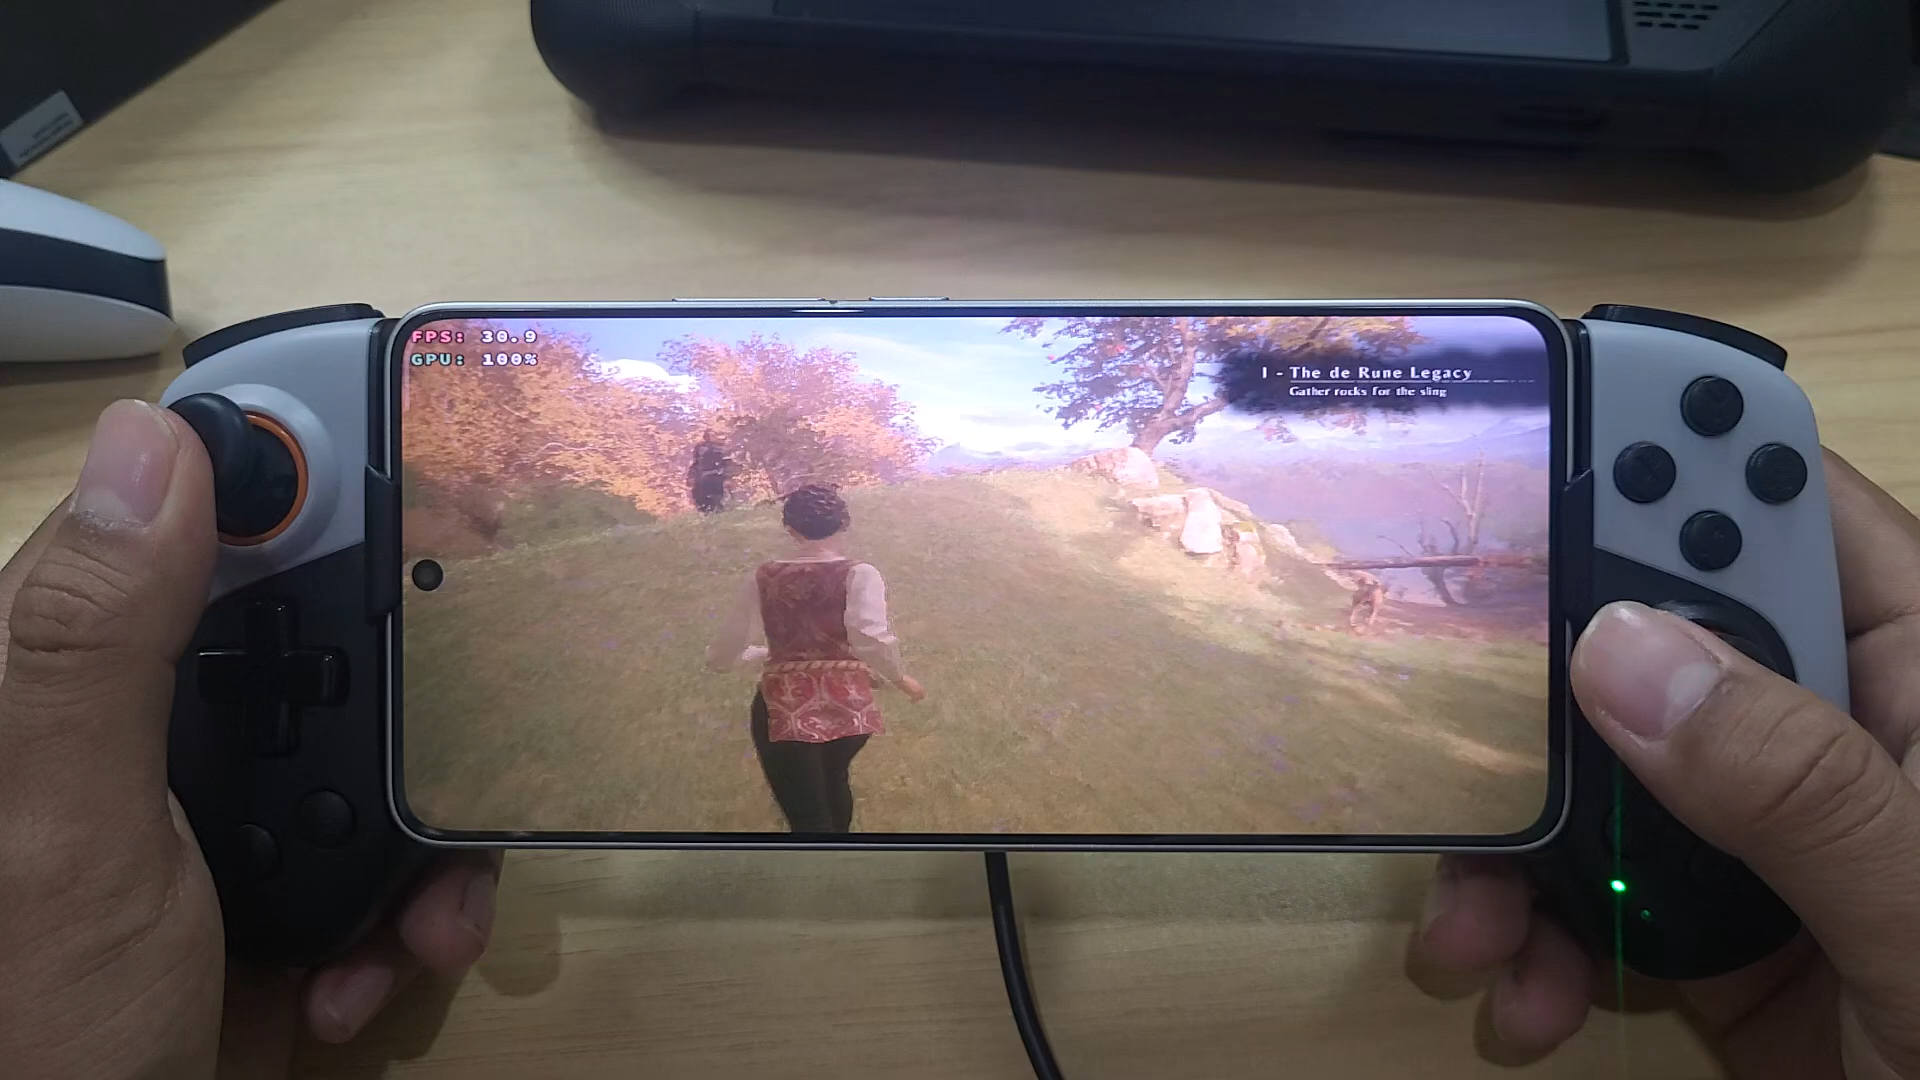 FPS: 30.9
GPU: 100%
I - The de Rune Legacy
Gather rocks for the sling